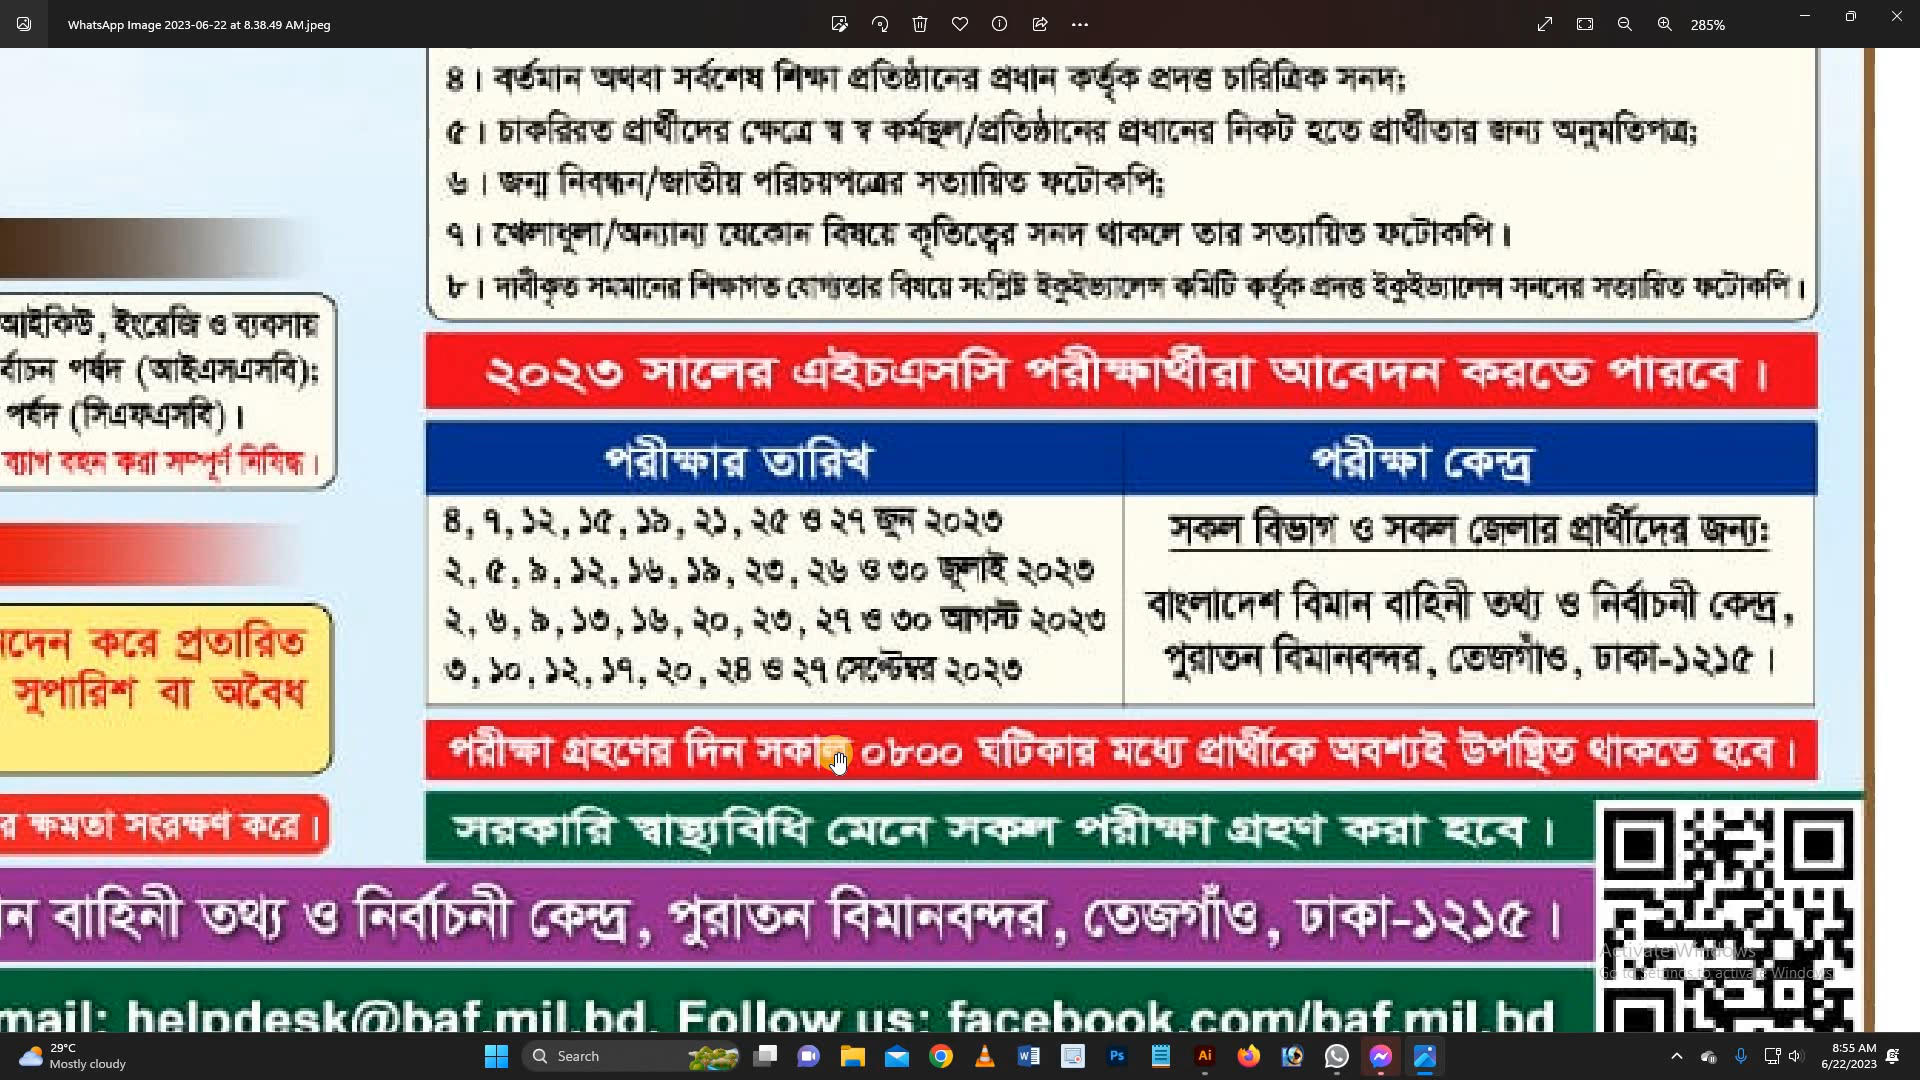 WhatsApp Image 2023-06-22 at 8.38.49 AM.jpeg
285%
৪। বর্তমান অথবা সর্বশেষ শিক্ষা প্রতিষ্ঠানের প্রধান কর্তৃক প্রদত্ত চারিত্রিক সনদ;
৫। চাকরিরত প্রার্থীদের ক্ষেত্রে স্ব স্ব কর্মস্থল/প্রতিষ্ঠানের প্রধানের নিকট হতে প্রার্থীতার জন্য অনুমতিপত্র;
৬। জন্ম নিবন্ধন/জাতীয় পরিচয়পত্রের সত্যায়িত ফটোকপি;
৭। খেলাধূলা/অন্যান্য যেকোন বিষয়ে কৃতিত্বের সনদ থাকলে তার সত্যায়িত ফটোকপি।
৮। দাবীকৃত সমমানের শিক্ষাগত যোগ্যতার বিষয়ে সংশ্লিষ্ট ইকুইভ্যালেন্স কমিটি কর্তৃক প্রদত্ত ইকুইভ্যালেন্স সনদের সত্যায়িত ফটোকপি।
আইকিউ, ইংরেজি ও ব্যবসায়
র্বাচন পর্ষদ (আইএসএসবি);
পর্ষদ (সিএফএসবি)।
ব্যাগ বহন করা সম্পূর্ণ নিষিদ্ধ।
২০২৩ সালের এইচএসসি পরীক্ষার্থীরা আবেদন করতে পারবে।
পরীক্ষার তারিখ
৪, ৭, ১২, ১৫, ১৯, ২১, ২৫ ও ২৭ জুন ২০২৩
২, ৫, ৯, ১২, ১৬, ১৯, ২৩, ২৬ ও ৩০ জুলাই ২০২৩
২, ৬, ৯, ১৩, ১৬, ২০, ২৩, ২৭ ও ৩০ আগস্ট ২০২৩
৩, ১০, ১২, ১৭, ২০, ২৪ ও ২৭ সেপ্টেম্বর ২০২৩
পরীক্ষা কেন্দ্র
সকল বিভাগ ও সকল জেলার প্রার্থীদের জন্য:
বাংলাদেশ বিমান বাহিনী তথ্য ও নির্বাচনী কেন্দ্র,
পুরাতন বিমানবন্দর, তেজগাঁও, ঢাকা-১২১৫।
দেন করে প্রতারিত
সুপারিশ বা অবৈধ
পরীক্ষা গ্রহণের দিন সকাল ০৮০০ ঘটিকার মধ্যে প্রার্থীকে অবশ্যই উপস্থিত থাকতে হবে।
র ক্ষমতা সংরক্ষণ করে।
সরকারি স্বাস্থ্যবিধি মেনে সকল পরীক্ষা গ্রহণ করা হবে।
ন বাহিনী তথ্য ও নির্বাচনী কেন্দ্র, পুরাতন বিমানবন্দর, তেজগাঁও, ঢাকা-১২১৫।
Activate Windows
Go to Settings to activate Windows.
mail: helpdesk@baf.mil.bd. Follow us: facebook.com/baf.mil.bd
29°C
Mostly cloudy
Search
8:55 AM
6/22/2023